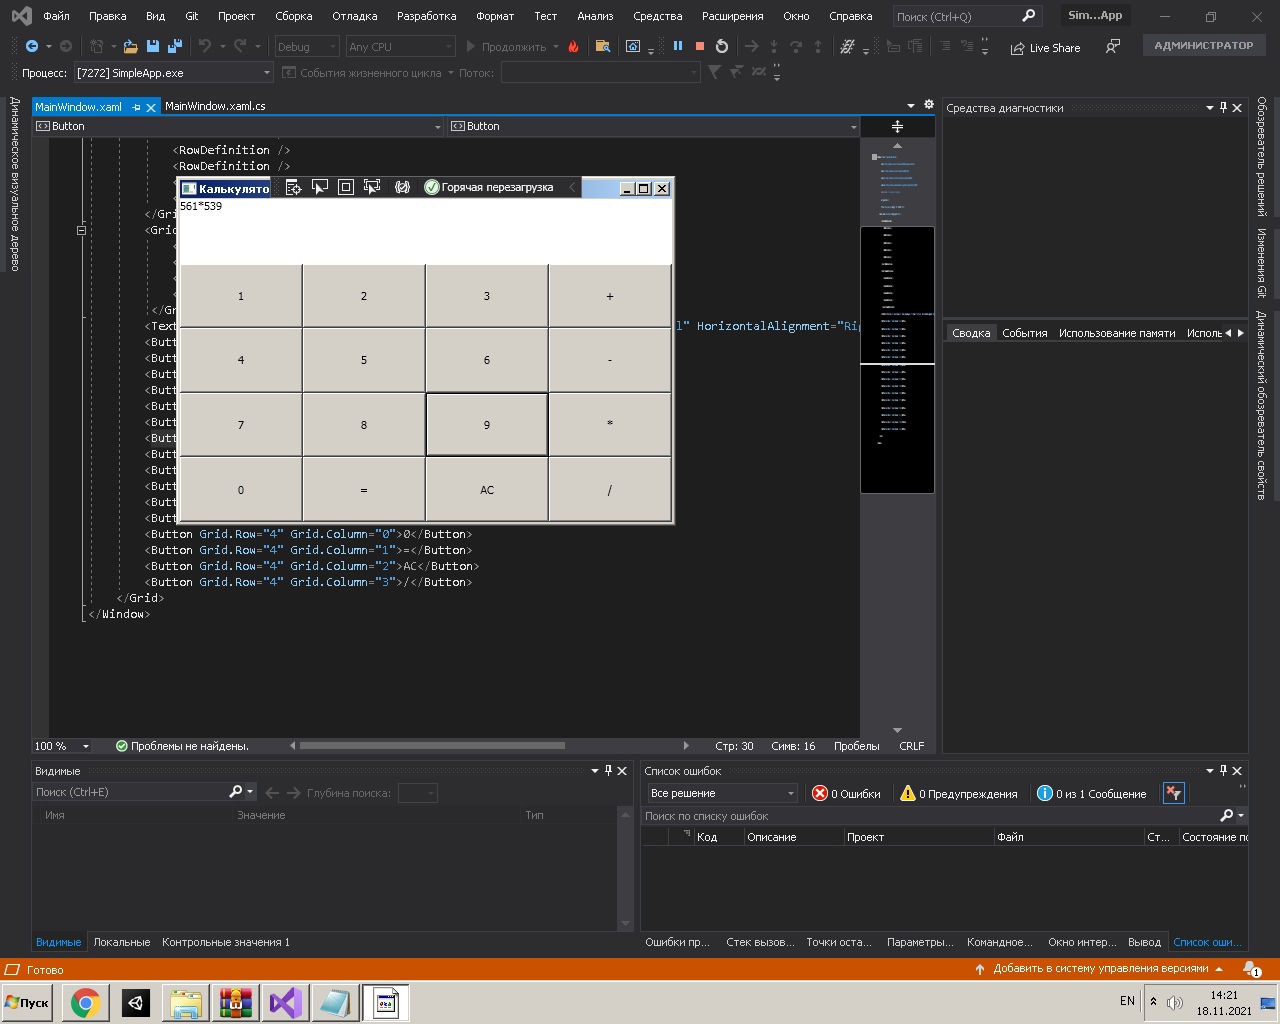 Файл Правка Вид Git Проект Сборка Отладка Разработка Формат Тест Анализ Средства Расширения Окно Справка Поиск (Ctrl+Q) Sim...App
Debug Any CPU Продолжить Live Share АДМИНИСТРАТОР
Процесс: [7272] SimpleApp.exe События жизненного цикла Поток:
Динамическое визуальное дерево
MainWindow.xaml MainWindow.xaml.cs
Button Button
<RowDefinition />
<RowDefinition />
Калькулято Горячая перезагрузка
561*539
</Gri
<Grid
</Gr
<Text l" HorizontalAlignment="Rig
<Butt
<Butt
<Butt
<Butt
<Butt
<Butt
<Butt
<Butt
<Butt
<Butt
<Butt
<Butt
1 2 3 +
4 5 6 -
7 8 9 *
0 = AC /
<Button Grid.Row="4" Grid.Column="0">0</Button>
<Button Grid.Row="4" Grid.Column="1">=</Button>
<Button Grid.Row="4" Grid.Column="2">AC</Button>
<Button Grid.Row="4" Grid.Column="3">/</Button>
</Grid>
</Window>
100 % Проблемы не найдены. Стр: 30 Симв: 16 Пробелы CRLF
Средства диагностики
Сводка События Использование памяти Исполь
Обозреватель решений
Изменения Git
Динамический обозреватель свойств
Видимые
Поиск (Ctrl+E) Глубина поиска:
Имя Значение Тип
Видимые Локальные Контрольные значения 1
Список ошибок
Все решение 0 Ошибки 0 Предупреждения 0 из 1 Сообщение
Поиск по списку ошибок
Код Описание Проект Файл Ст... Состояние по
Ошибки пр... Стек вызов... Точки оста... Параметры... Командное... Окно интер... Вывод Список оши...
Готово Добавить в систему управления версиями 1
Пуск EN 14:21
18.11.2021